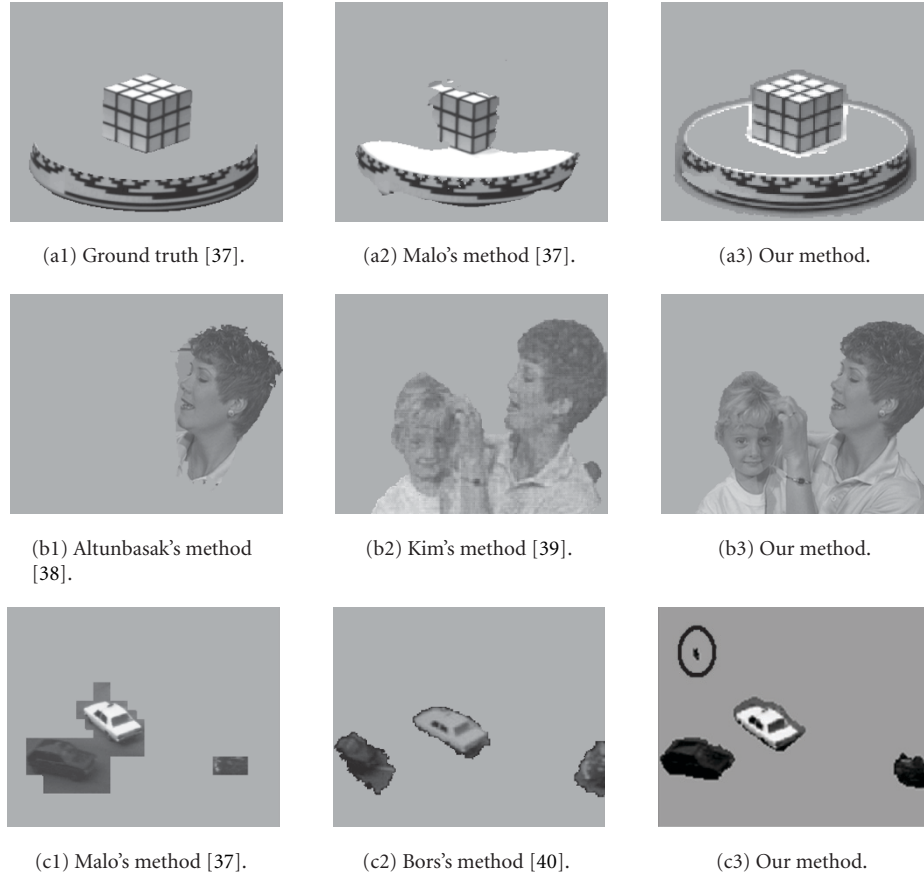 (a1) Ground truth [37].
(a2) Malo's method [37].
(a3) Our method.
(b1) Altunbasak's method
[38].
(b2) Kim's method [39].
(b3) Our method.
(c1) Malo's method [37].
(c2) Bors's method [40].
(c3) Our method.